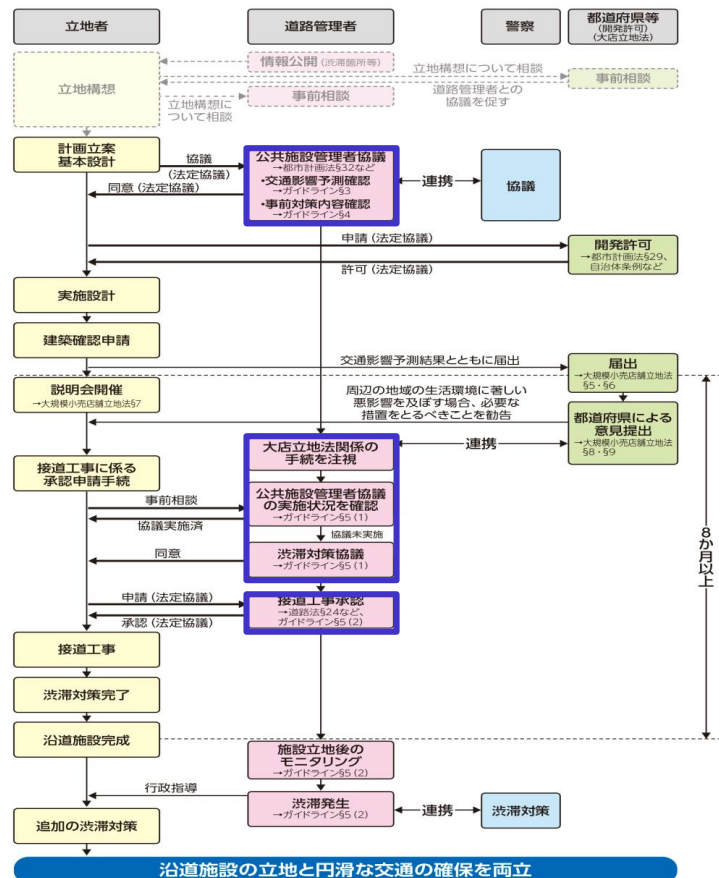 立地者
道路管理者
警察
都道府県等
(開発許可)
(大店立地法)
立地構想
情報公開(渋滞箇所等)
立地構想について相談
事前相談
事前相談
立地構想に
ついて相談
道路管理者との
協議を促す
計画立案
基本設計
協議
(法定協議)
同意(法定協議)
公共施設管理者協議
→都市計画法§32など
・交通影響予測確認
→ガイドライン§3
・事前対策内容確認
→ガイドライン§4
連携
協議
申請(法定協議)
許可(法定協議)
開発許可
→都市計画法§29、
自治体条例など
実施設計
建築確認申請
交通影響予測結果とともに届出
届出
→大規模小売店舗立地法
§5・§6
説明会開催
→大規模小売店舗立地法§7
周辺の地域の生活環境に著しい
悪影響を及ぼす場合、必要な
措置をとるべきことを勧告
都道府県による
意見提出
→大規模小売店舗立地法
§8・§9
大店立地法関係の
手続を注視
連携
接道工事に係る
承認申請手続
事前相談
協議実施済
公共施設管理者協議
の実施状況を確認
→ガイドライン§5(1)
協議未実施
同意
渋滞対策協議
→ガイドライン§5(1)
8か月以上
申請(法定協議)
承認(法定協議)
接道工事承認
→道路法§24など、
ガイドライン§5(2)
接道工事
渋滞対策完了
沿道施設完成
施設立地後の
モニタリング
→ガイドライン§5(2)
行政指導
渋滞発生
→ガイドライン§5(2)
連携
渋滞対策
追加の渋滞対策
沿道施設の立地と円滑な交通の確保を両立